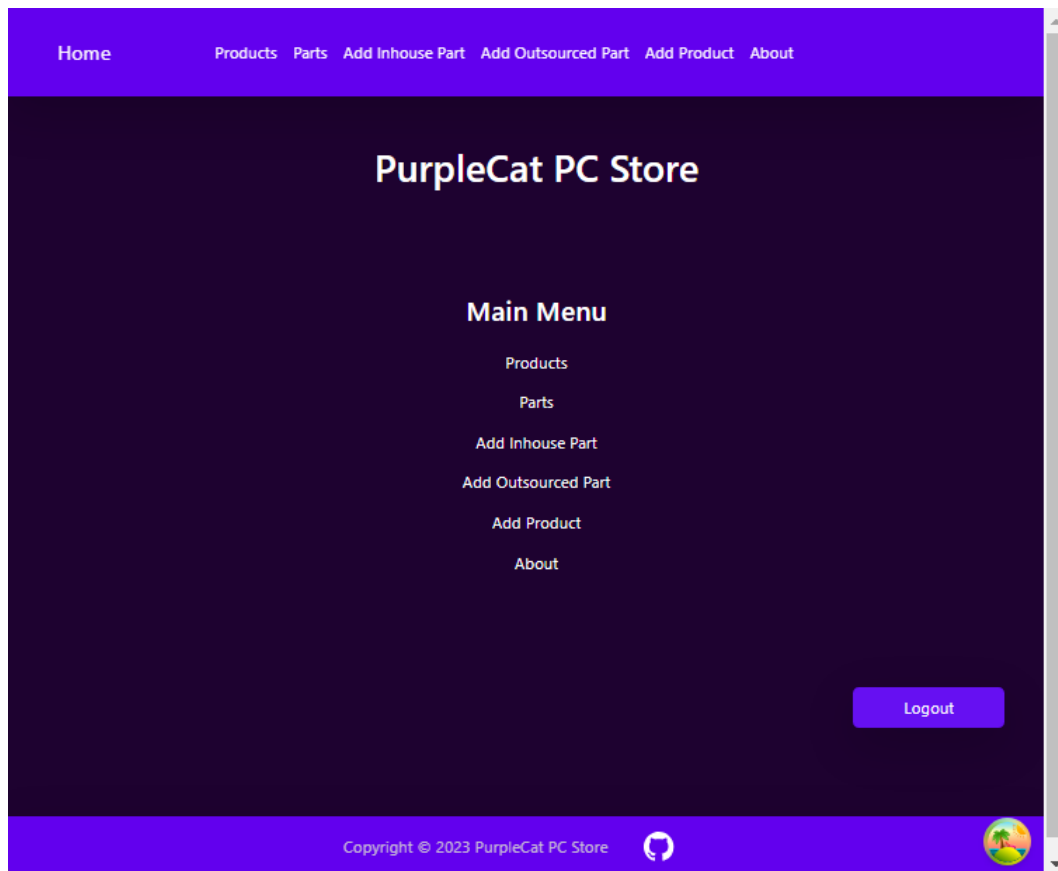 Home Products Parts Add Inhouse Part Add Outsourced Part Add Product About
PurpleCat PC Store
Main Menu
Products
Parts
Add Inhouse Part
Add Outsourced Part
Add Product
About
Logout
Copyright © 2023 PurpleCat PC Store